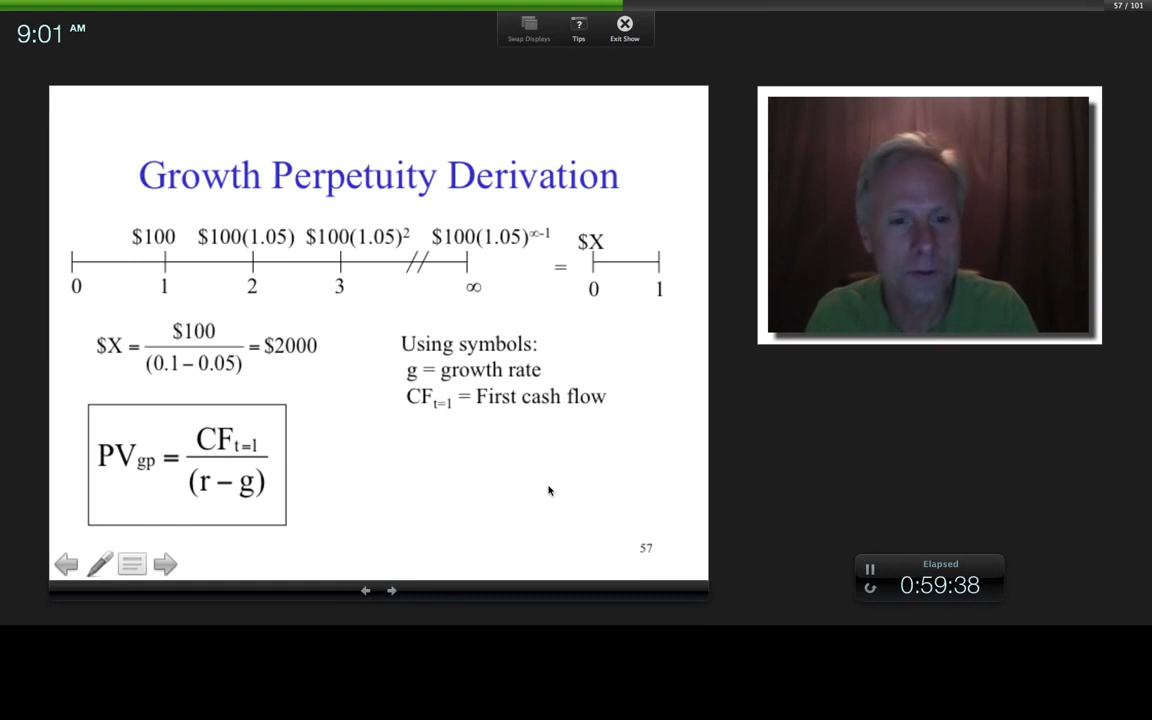 57 / 101
9:01 AM
Swap Displays
?
Tips
Exit Show
Growth Perpetuity Derivation
$100 $100(1.05) $100(1.05)² $100(1.05)^∞-1 $X
=
0 1 2 3 ∞ 0 1
$X = $100 / (0.1 – 0.05) = $2000
Using symbols:
g = growth rate
CFt=1 = First cash flow
PVgp = CFt=1 / (r – g)
57
Elapsed
0:59:38